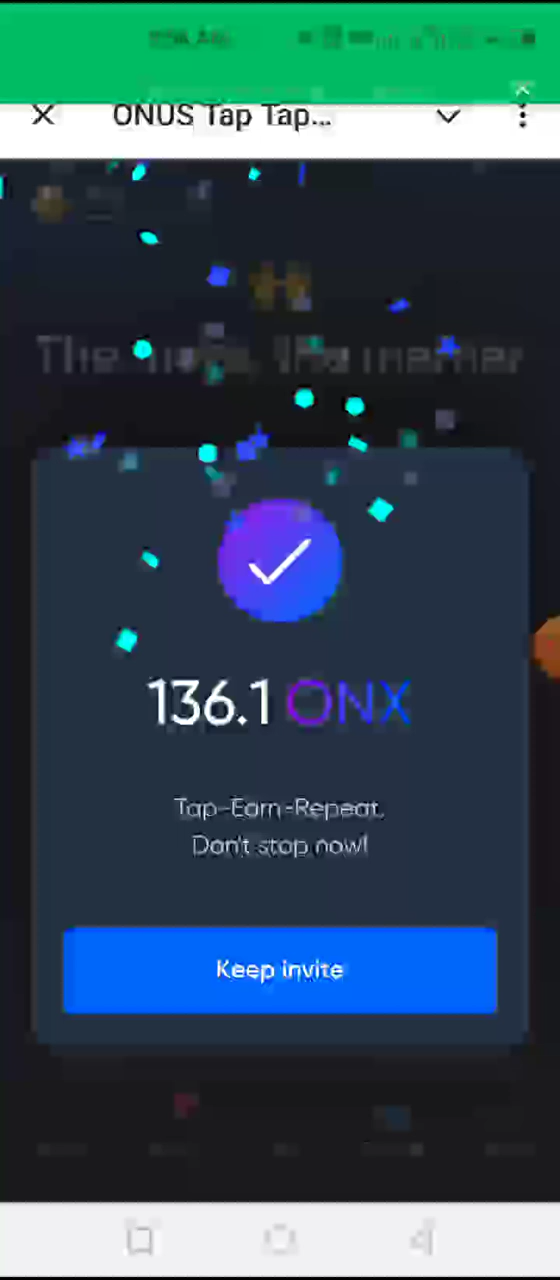 ONUS Tap Tap...
136.1 ONX
Tap-Earn-Repeat.
Don't stop now!
Keep invite